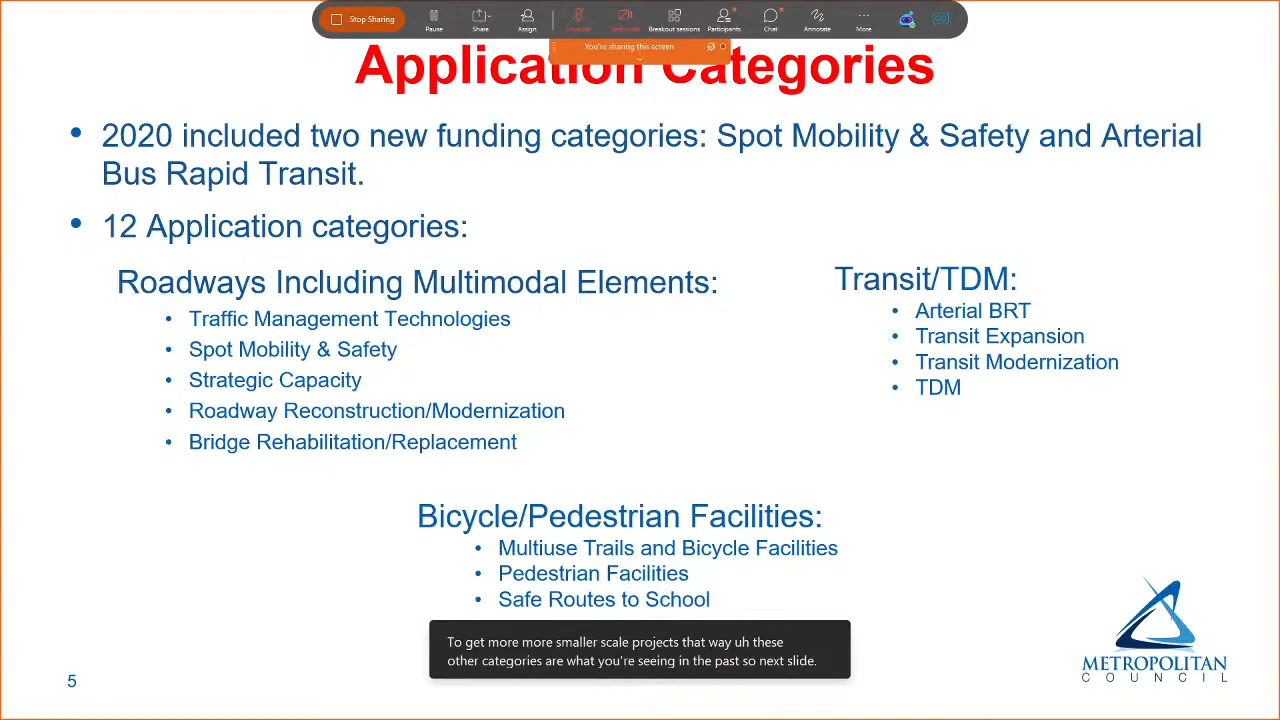 Stop Sharing
Pause
Share
Assign
Breakout sessions
Participants
Chat
Annotate
More
You're sharing this screen
Application Categories
• 2020 included two new funding categories: Spot Mobility & Safety and Arterial
Bus Rapid Transit.
• 12 Application categories:
Roadways Including Multimodal Elements:
• Traffic Management Technologies
• Spot Mobility & Safety
• Strategic Capacity
• Roadway Reconstruction/Modernization
• Bridge Rehabilitation/Replacement
Transit/TDM:
• Arterial BRT
• Transit Expansion
• Transit Modernization
• TDM
Bicycle/Pedestrian Facilities:
• Multiuse Trails and Bicycle Facilities
• Pedestrian Facilities
• Safe Routes to School
To get more more smaller scale projects that way uh these
other categories are what you're seeing in the past so next slide.
METROPOLITAN
COUNCIL
5